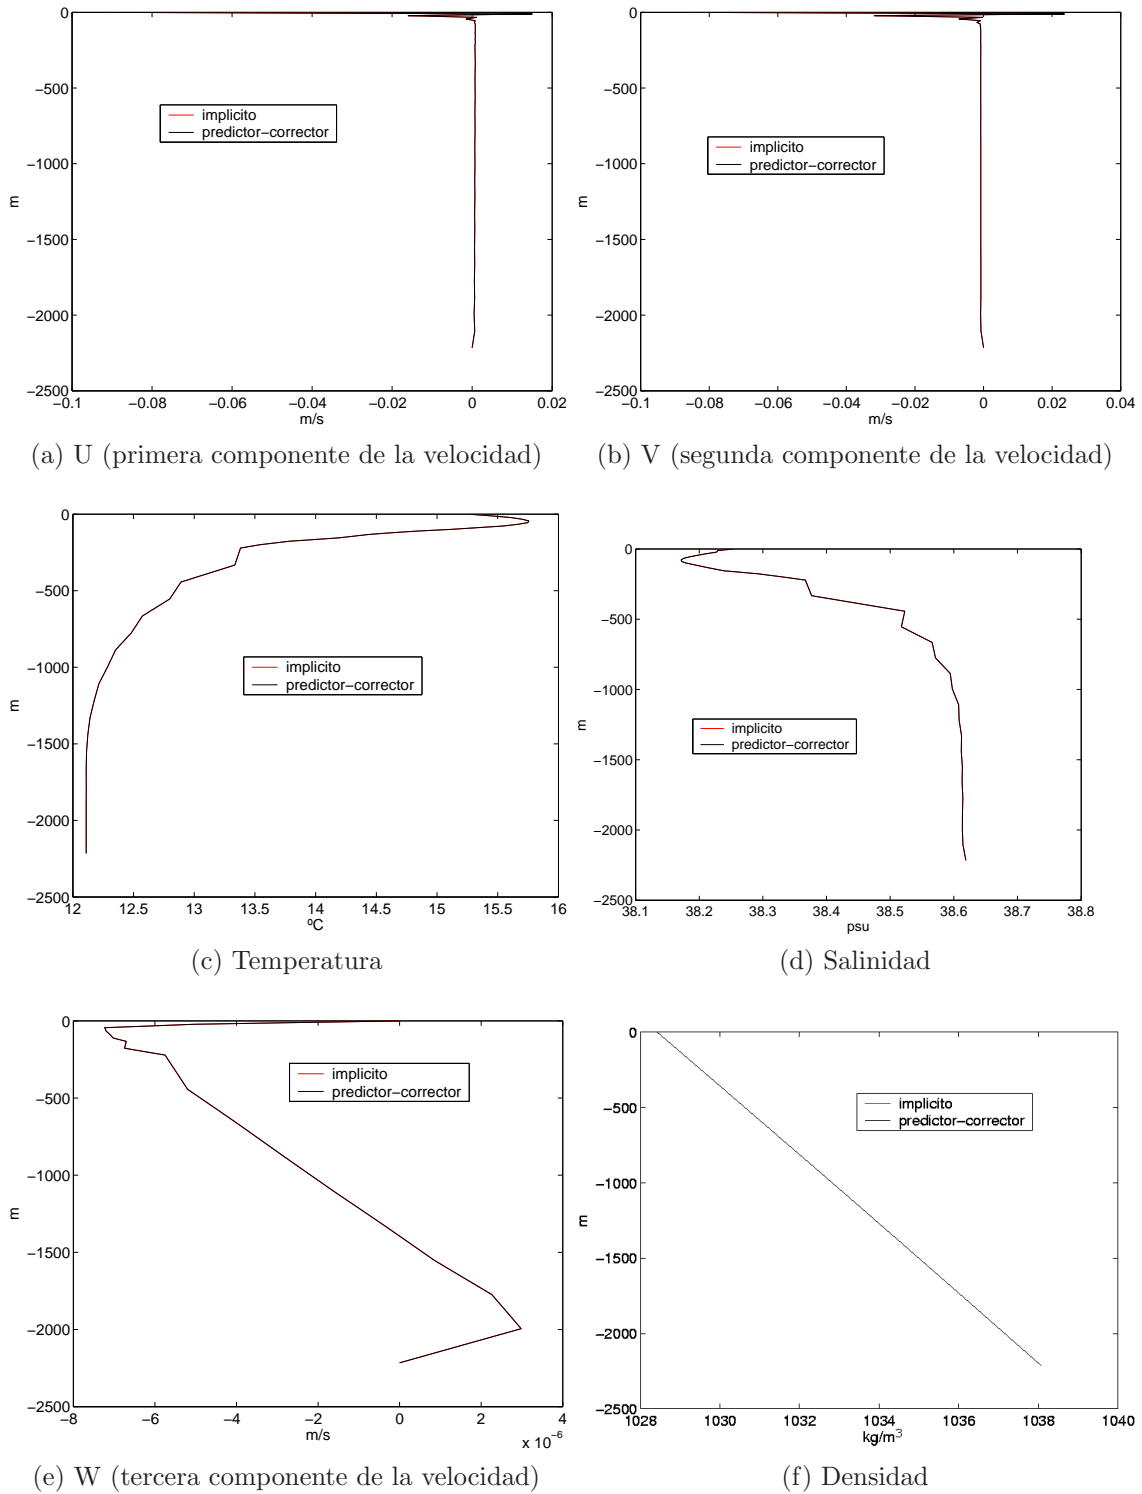 0
−500
−1000
−1500
−2000
−2500
m
implicito
predictor−corrector
−0.1 −0.08 −0.06 −0.04 −0.02 0 0.02
m/s
(a) U (primera componente de la velocidad)
0
−500
−1000
−1500
−2000
−2500
m
implicito
predictor−corrector
−0.1 −0.08 −0.06 −0.04 −0.02 0 0.02 0.04
m/s
(b) V (segunda componente de la velocidad)
0
−500
−1000
−1500
−2000
−2500
m
implicito
predictor−corrector
12 12.5 13 13.5 14 14.5 15 15.5 16
ºC
(c) Temperatura
0
−500
−1000
−1500
−2000
−2500
m
implicito
predictor−corrector
38.1 38.2 38.3 38.4 38.5 38.6 38.7 38.8
psu
(d) Salinidad
0
−500
−1000
−1500
−2000
−2500
m
implicito
predictor−corrector
−8 −6 −4 −2 0 2 4
m/s
x 10⁻⁶
(e) W (tercera componente de la velocidad)
0
−500
−1000
−1500
−2000
−2500
m
implicito
predictor−corrector
1028 1030 1032 1034 1036 1038 1040
kg/m³
(f) Densidad